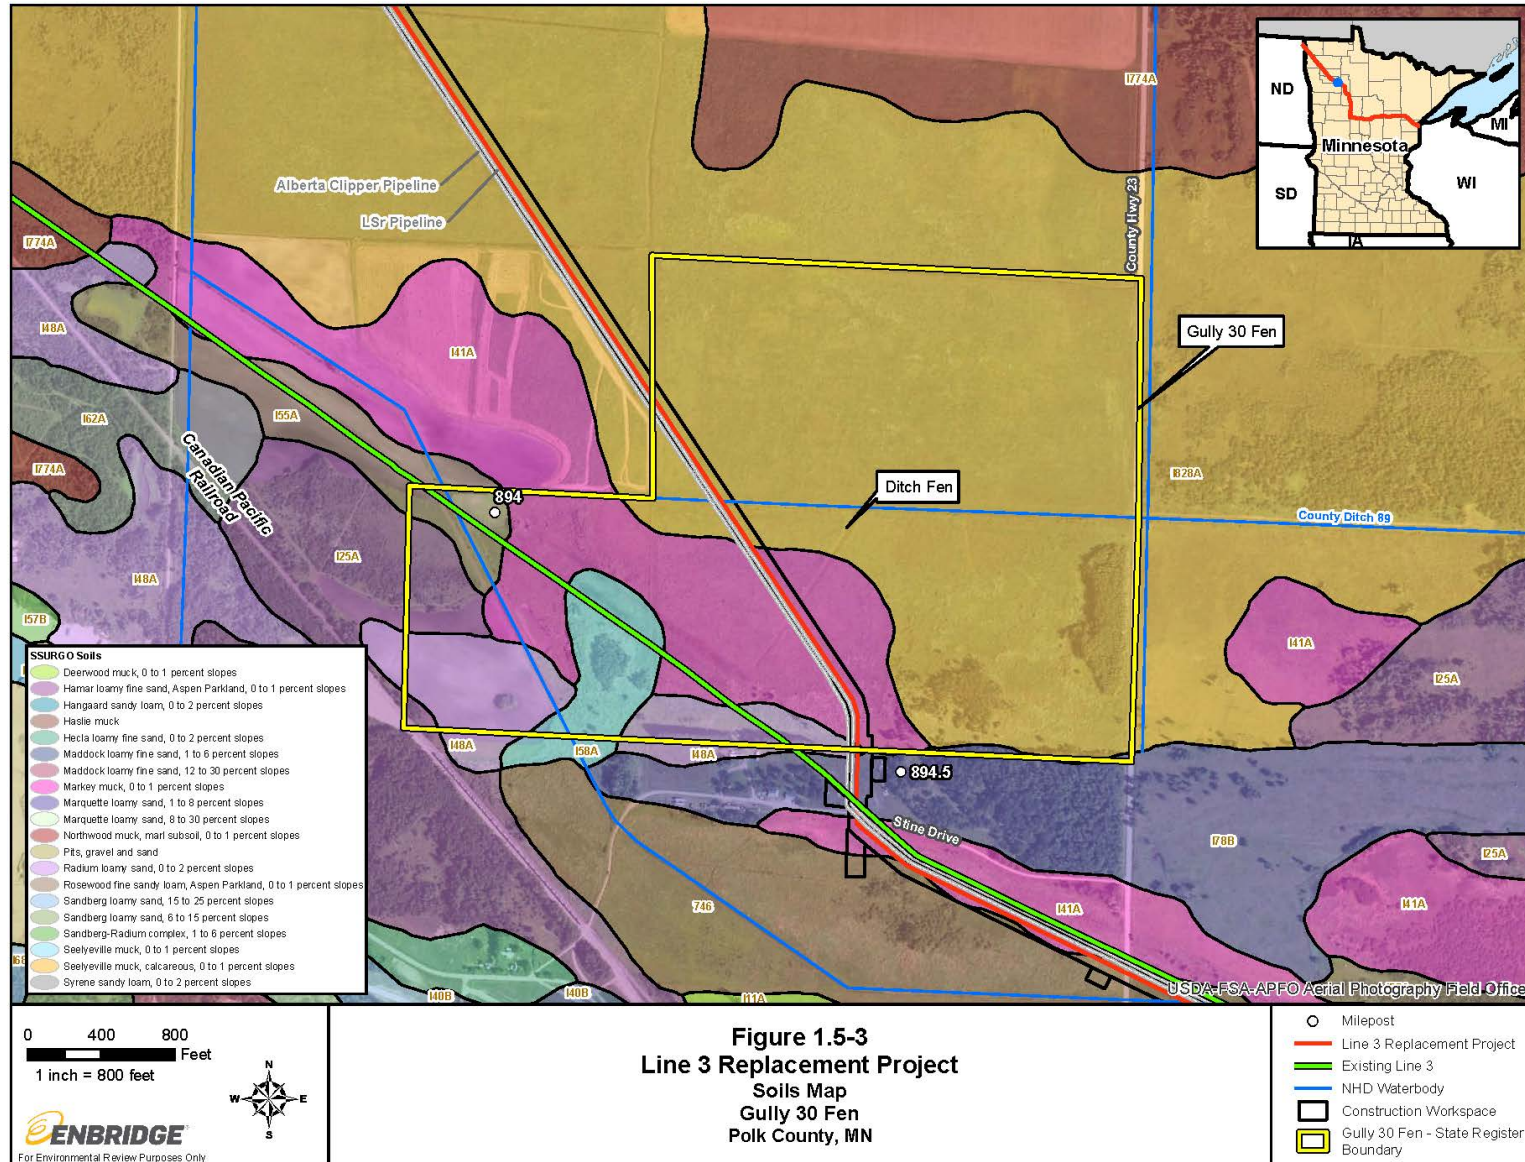 ND
SD
MI
WI
IA
Minnesota
I774A
Alberta Clipper Pipeline
LSr Pipeline
County Hwy 23
I774A
Gully 30 Fen
I48A
I41A
I62A
I55A
I774A
Canadian Pacific
Railroad
894
Ditch Fen
I828A
County Ditch 89
I25A
I48A
I57B
I41A
I25A
I48A
I58A
I48A
894.5
Stine Drive
I78B
I25A
746
I41A
I41A
I68
I40B
I40B
I11A
USDA-FSA-APFO Aerial Photography Field Office
SSURGO Soils
Deerwood muck, 0 to 1 percent slopes
Hamar loamy fine sand, Aspen Parkland, 0 to 1 percent slopes
Hangaard sandy loam, 0 to 2 percent slopes
Haslie muck
Hecla loamy fine sand, 0 to 2 percent slopes
Maddock loamy fine sand, 1 to 6 percent slopes
Maddock loamy fine sand, 12 to 30 percent slopes
Markey muck, 0 to 1 percent slopes
Marquette loamy sand, 1 to 8 percent slopes
Marquette loamy sand, 8 to 30 percent slopes
Northwood muck, marl subsoil, 0 to 1 percent slopes
Pits, gravel and sand
Radium loamy sand, 0 to 2 percent slopes
Rosewood fine sandy loam, Aspen Parkland, 0 to 1 percent slopes
Sandberg loamy sand, 15 to 25 percent slopes
Sandberg loamy sand, 6 to 15 percent slopes
Sandberg-Radium complex, 1 to 6 percent slopes
Seelyeville muck, 0 to 1 percent slopes
Seelyeville muck, calcareous, 0 to 1 percent slopes
Syrene sandy loam, 0 to 2 percent slopes
0 400 800
Feet
1 inch = 800 feet
N
W E
S
ENBRIDGE
For Environmental Review Purposes Only
Figure 1.5-3
Line 3 Replacement Project
Soils Map
Gully 30 Fen
Polk County, MN
Milepost
Line 3 Replacement Project
Existing Line 3
NHD Waterbody
Construction Workspace
Gully 30 Fen - State Register
Boundary